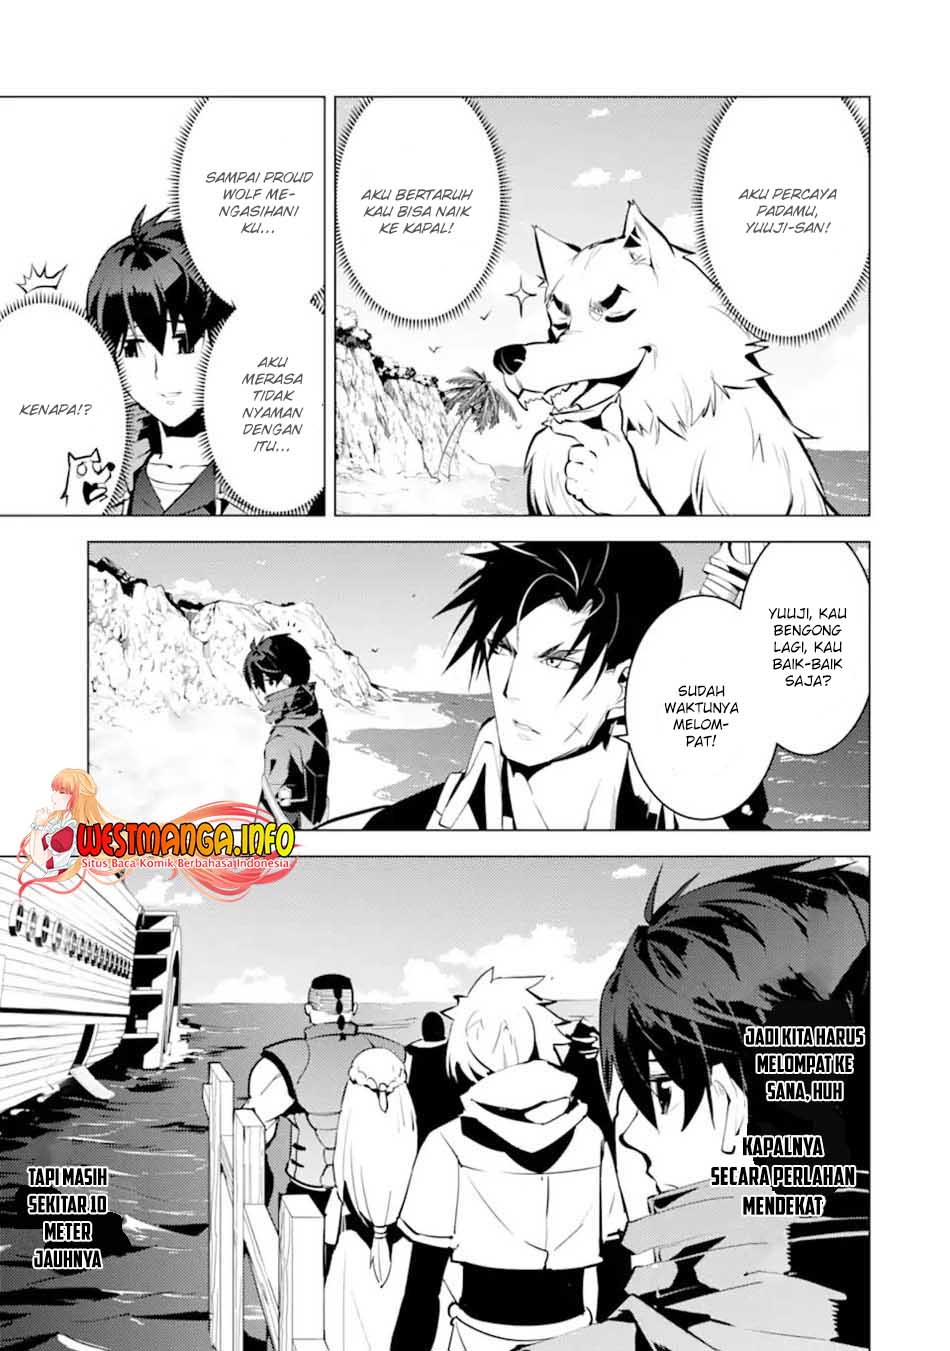 AKU PERCAYA
PADAMU,
YUUJI-SAN!
AKU BERTARUH
KAU BISA NAIK
KE KAPAL!
SAMPAI PROUD
WOLF ME-
NGASIHANI
KU...
AKU
MERASA
TIDAK
NYAMAN
DENGAN
ITU...
KENAPA!?
YUUJI, KAU
BENGONG
LAGI, KAU
BAIK-BAIK
SAJA?
SUDAH
WAKTUNYA
MELOM-
PAT!
WESTMANGA.INFO
Situs Baca Komik Berbahasa Indonesia
JADI KITA HARUS
MELOMPAT KE
SANA, HUH
KAPALNYA
SECARA PERLAHAN
MENDEKAT
TAPI MASIH
SEKITAR 10
METER
JAUHNYA